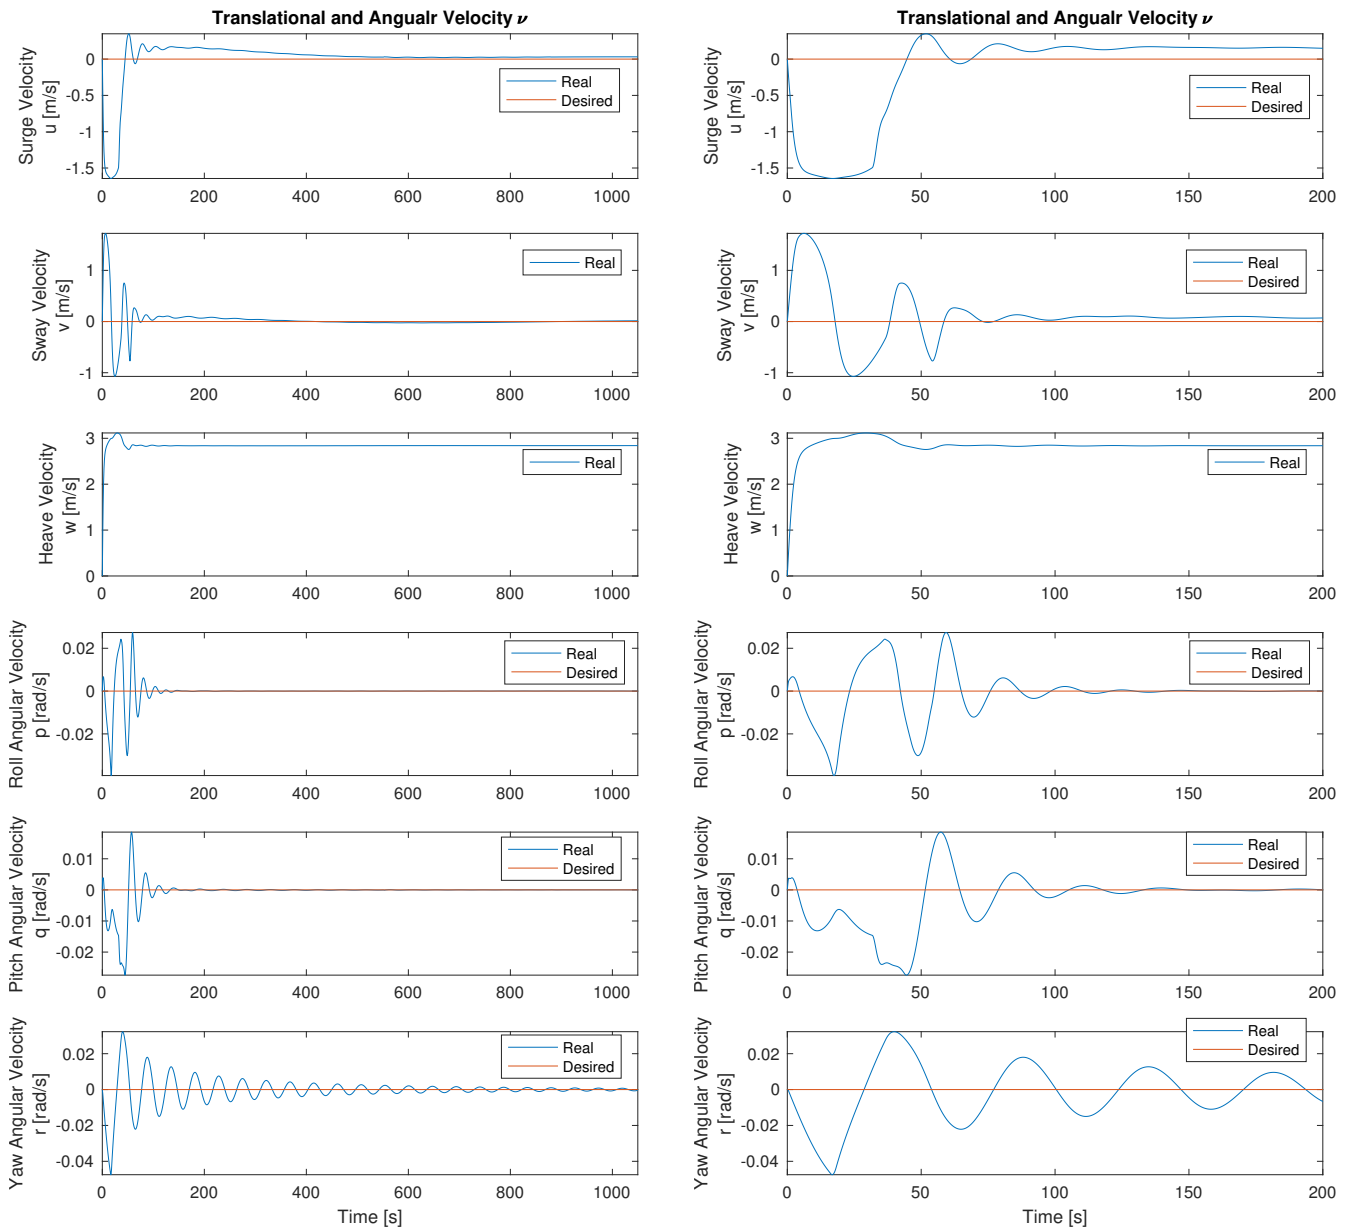 Translational and Angualr Velocity ν
Surge Velocity
u [m/s]
0
-0.5
-1
-1.5
Real
Desired
0 200 400 600 800 1000
Sway Velocity
v [m/s]
1
0
-1
Real
0 200 400 600 800 1000
Heave Velocity
w [m/s]
3
2
1
0
Real
0 200 400 600 800 1000
Roll Angular Velocity
p [rad/s]
0.02
0
-0.02
Real
Desired
0 200 400 600 800 1000
Pitch Angular Velocity
q [rad/s]
0.01
0
-0.01
-0.02
Real
Desired
0 200 400 600 800 1000
Yaw Angular Velocity
r [rad/s]
0.02
0
-0.02
-0.04
Real
Desired
0 200 400 600 800 1000
Time [s]
Translational and Angualr Velocity ν
Surge Velocity
u [m/s]
0
-0.5
-1
-1.5
Real
Desired
0 50 100 150 200
Sway Velocity
v [m/s]
1
0
-1
Real
Desired
0 50 100 150 200
Heave Velocity
w [m/s]
3
2
1
0
Real
0 50 100 150 200
Roll Angular Velocity
p [rad/s]
0.02
0
-0.02
Real
Desired
0 50 100 150 200
Pitch Angular Velocity
q [rad/s]
0.01
0
-0.01
-0.02
Real
Desired
0 50 100 150 200
Yaw Angular Velocity
r [rad/s]
0.02
0
-0.02
-0.04
Real
Desired
0 50 100 150 200
Time [s]